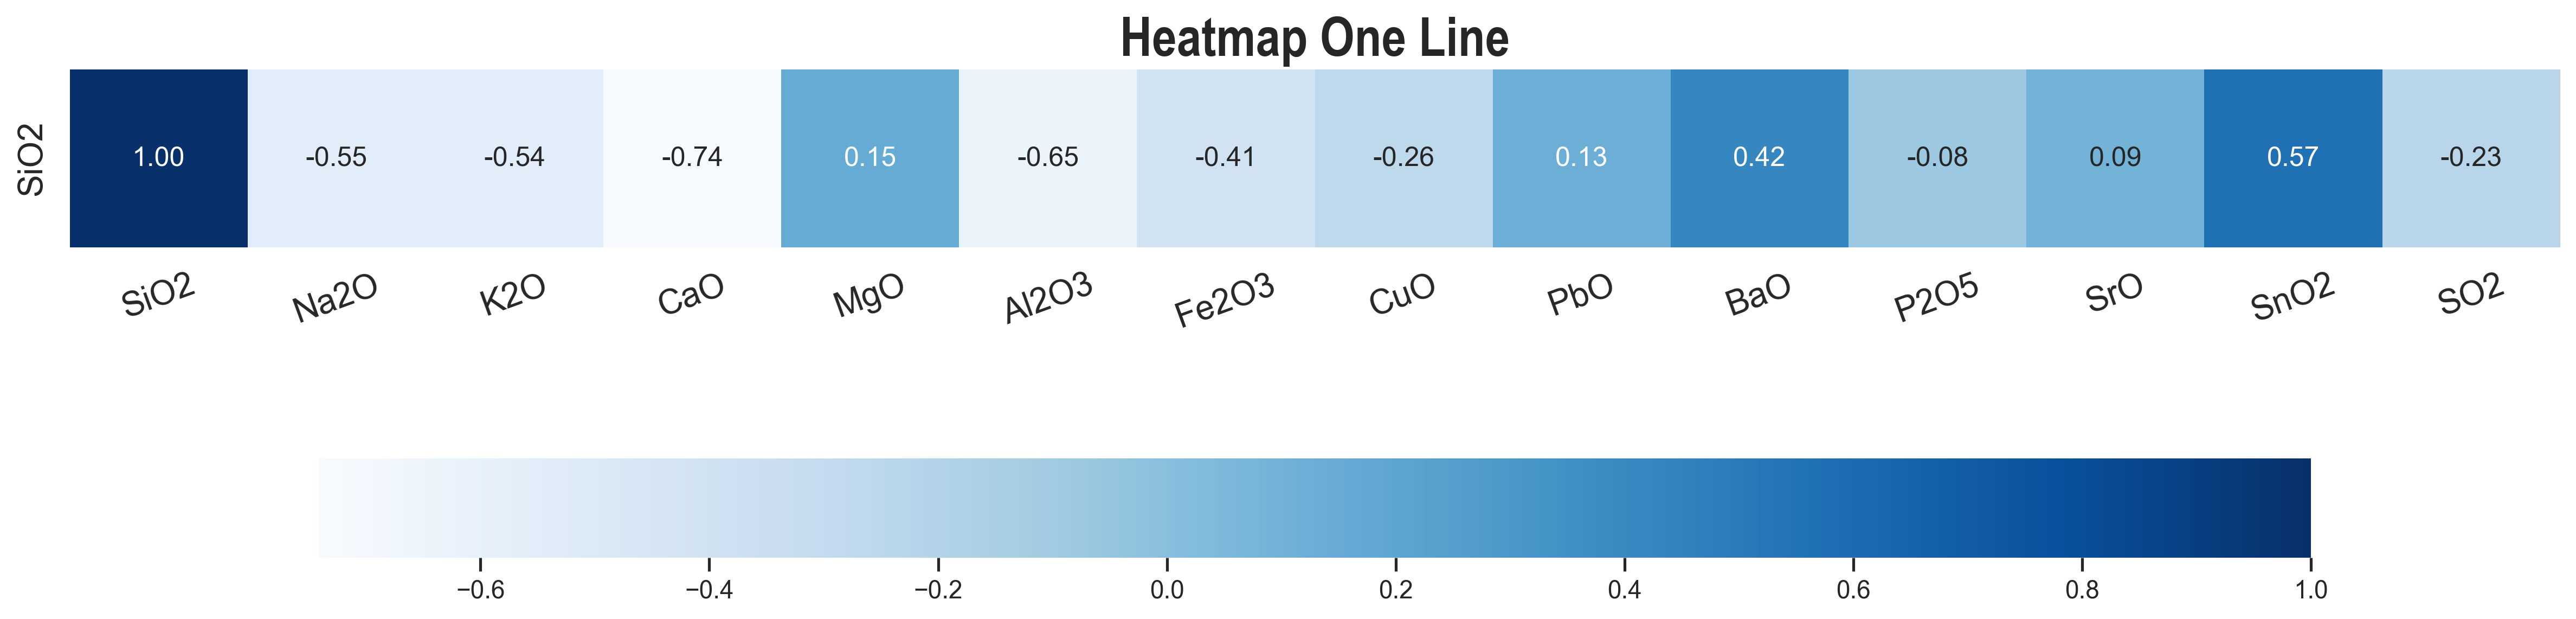 Heatmap One Line
SiO2
1.00 -0.55 -0.54 -0.74 0.15 -0.65 -0.41 -0.26 0.13 0.42 -0.08 0.09 0.57 -0.23
SiO2 Na2O K2O CaO MgO Al2O3 Fe2O3 CuO PbO BaO P2O5 SrO SnO2 SO2
−0.6 −0.4 −0.2 0.0 0.2 0.4 0.6 0.8 1.0